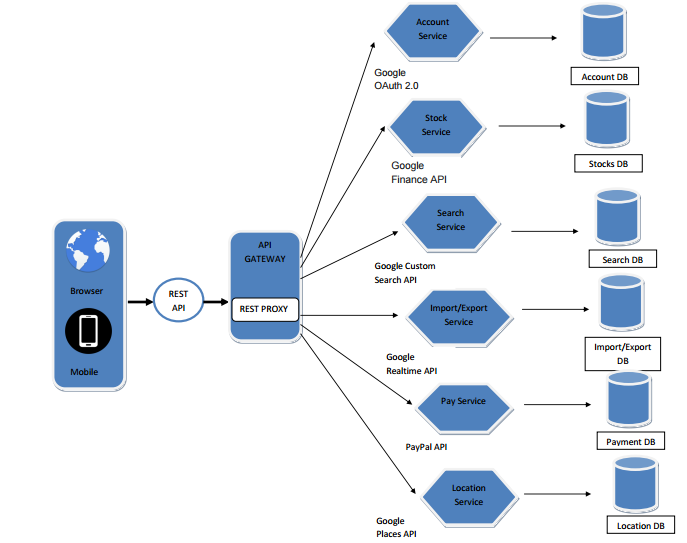 Browser
Mobile
REST
API
API
GATEWAY
REST PROXY
Account
Service
Google
OAuth 2.0
Account DB
Stock
Service
Google
Finance API
Stocks DB
Search
Service
Google Custom
Search API
Search DB
Import/Export
Service
Google
Realtime API
Import/Export
DB
Pay Service
PayPal API
Payment DB
Location
Service
Google
Places API
Location DB